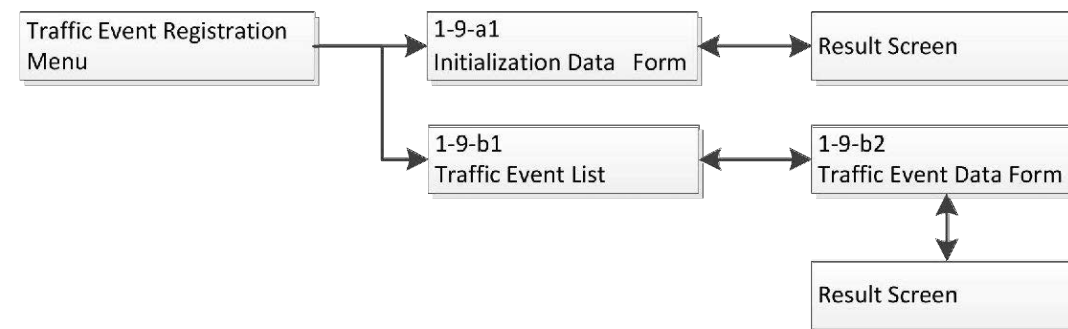 Traffic Event Registration
Menu
1-9-a1
Initialization Data Form
Result Screen
1-9-b1
Traffic Event List
1-9-b2
Traffic Event Data Form
Result Screen